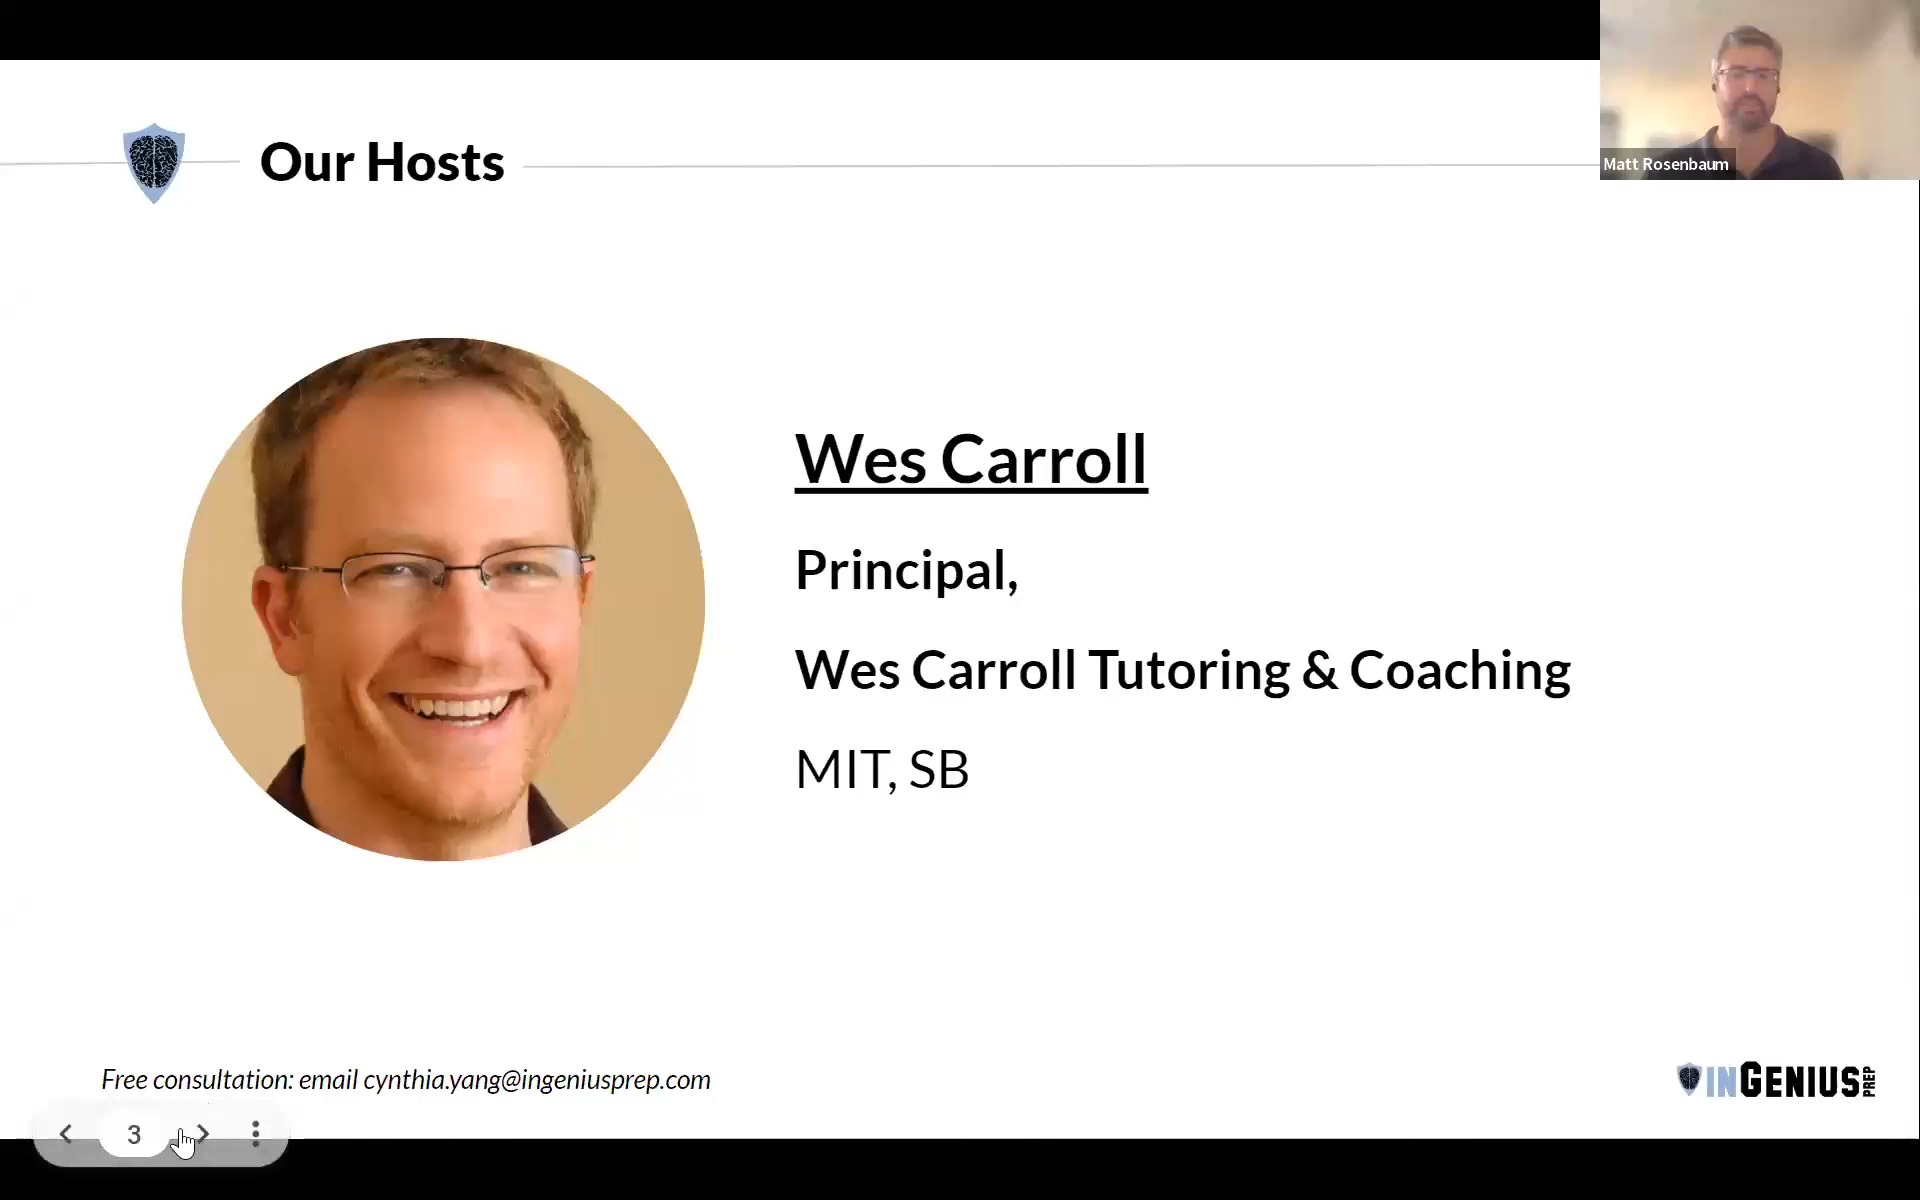 Our Hosts
Matt Rosenbaum
Wes Carroll
Principal,
Wes Carroll Tutoring & Coaching
MIT, SB
Free consultation: email cynthia.yang@ingeniusprep.com
INGENIUS PREP
3